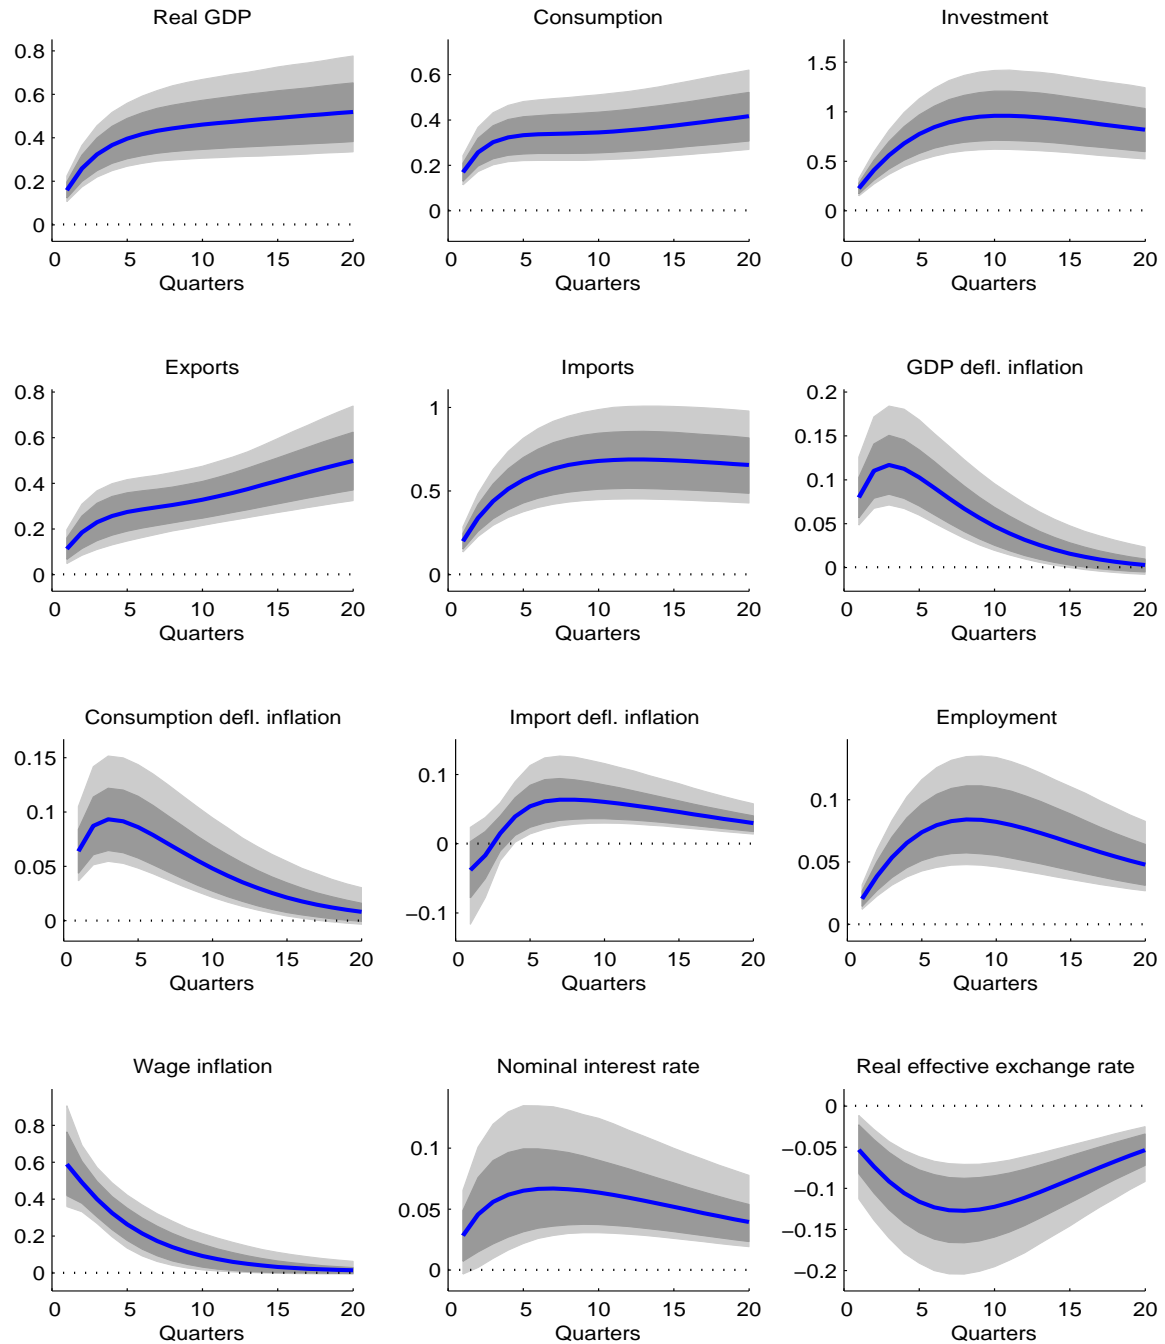 Real GDP
0.8
0.6
0.4
0.2
0
0 5 10 15 20
Quarters
Consumption
0.6
0.4
0.2
0
0 5 10 15 20
Quarters
Investment
1.5
1
0.5
0
0 5 10 15 20
Quarters
Exports
0.8
0.6
0.4
0.2
0
0 5 10 15 20
Quarters
Imports
1
0.5
0
0 5 10 15 20
Quarters
GDP defl. inflation
0.2
0.15
0.1
0.05
0
0 5 10 15 20
Quarters
Consumption defl. inflation
0.15
0.1
0.05
0
0 5 10 15 20
Quarters
Import defl. inflation
0.1
0
−0.1
0 5 10 15 20
Quarters
Employment
0.1
0.05
0
0 5 10 15 20
Quarters
Wage inflation
0.8
0.6
0.4
0.2
0
0 5 10 15 20
Quarters
Nominal interest rate
0.1
0.05
0
0 5 10 15 20
Quarters
Real effective exchange rate
0
−0.05
−0.1
−0.15
−0.2
0 5 10 15 20
Quarters